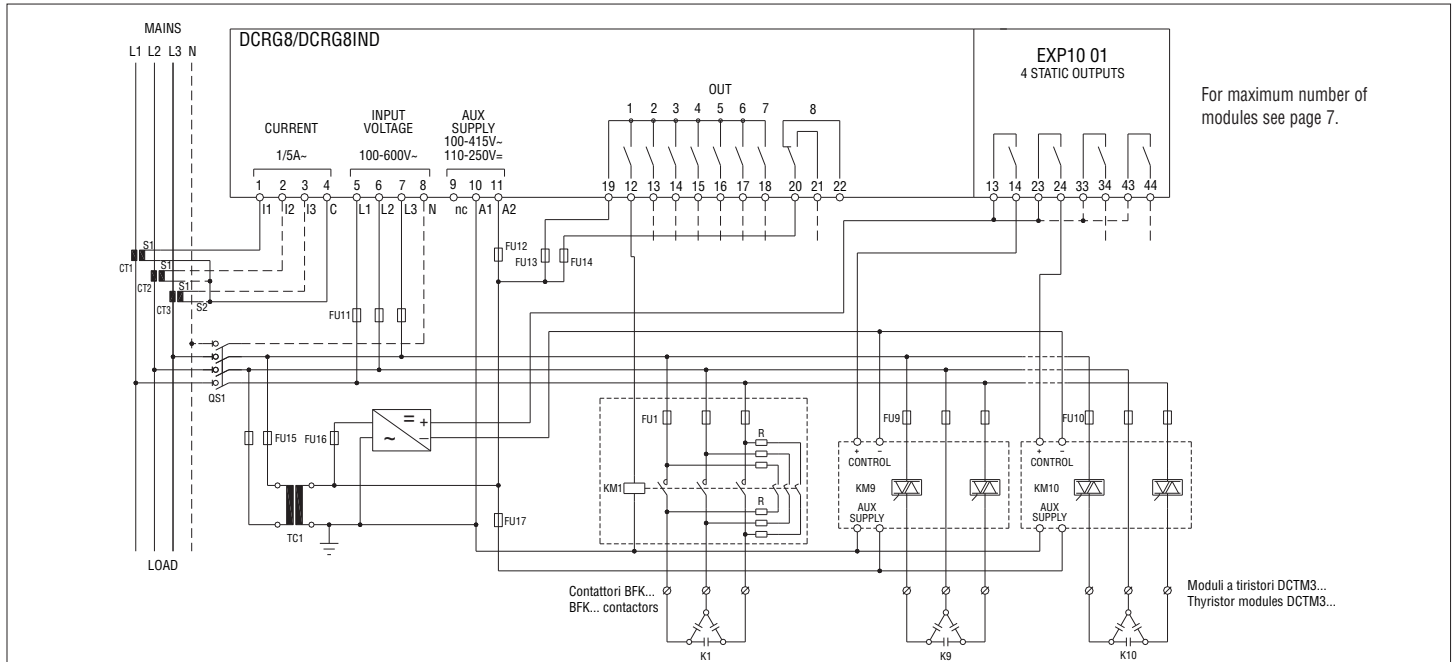 MAINS
L1 L2 L3 N
DCRG8/DCRG8IND
EXP10 01
4 STATIC OUTPUTS
For maximum number of
modules see page 7.
OUT
1 2 3 4 5 6 7 8
CURRENT
1/5A~
INPUT
VOLTAGE
100-600V~
AUX
SUPPLY
100-415V~
110-250V=
1 2 3 4 5 6 7 8 9 10 11 19 12 13 14 15 16 17 18 20 21 22 13 14 23 24 33 34 43 44
I1 I2 I3 C L1 L2 L3 N nc A1 A2
S1
CT1
S1
CT2
S1
CT3
S2
FU12
FU13
FU14
FU11
QS1
FU15
FU16
= +
~ –
FU1
R
FU9
FU10
+ –
CONTROL
+ –
CONTROL
KM1
R
KM9
KM10
AUX
SUPPLY
AUX
SUPPLY
FU17
TC1
LOAD
Contattori BFK...
BFK... contactors
Moduli a tiristori DCTM3...
Thyristor modules DCTM3...
K1
K9
K10